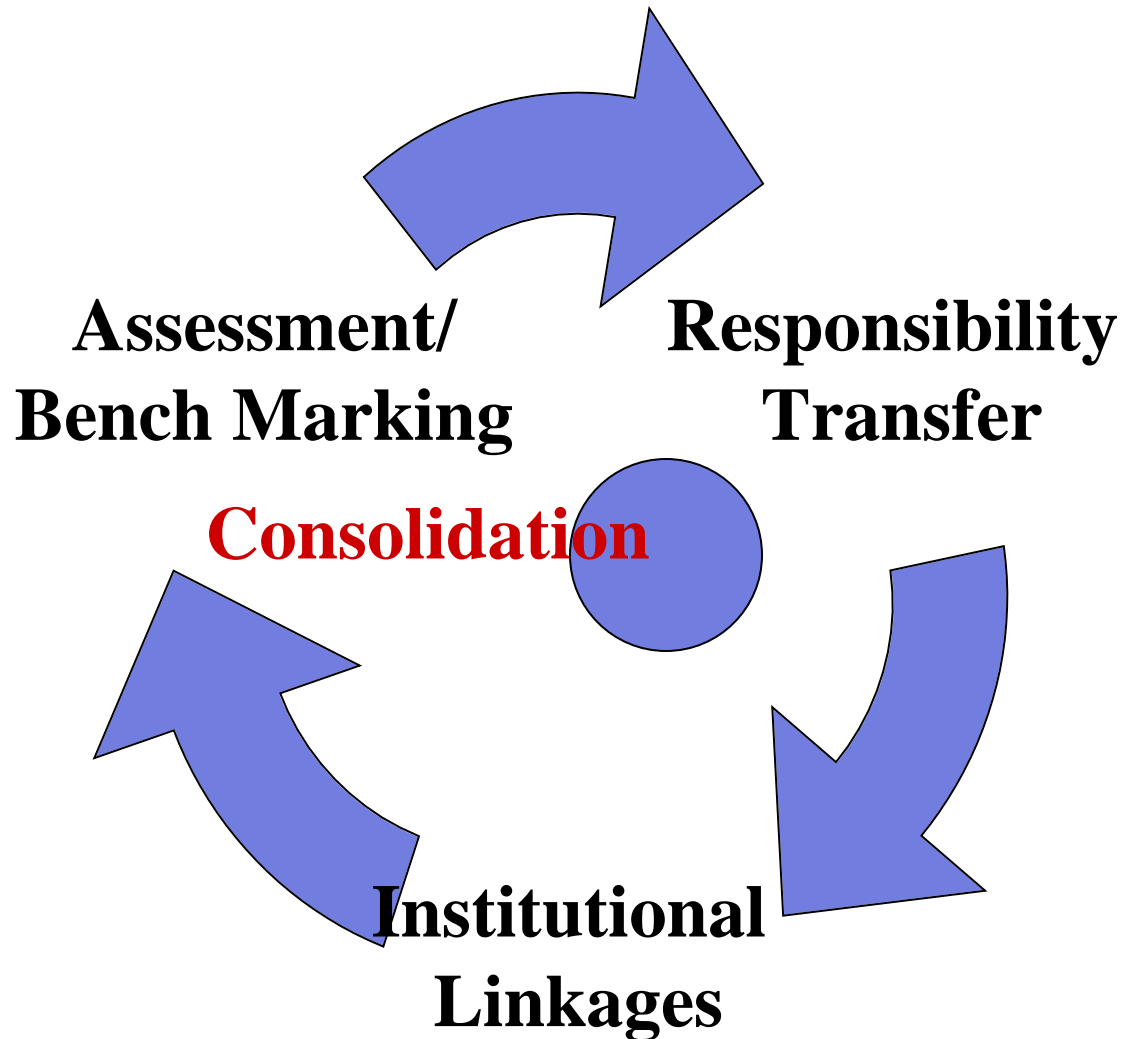 Assessment/
Bench Marking
Responsibility
Transfer
Consolidation
Institutional
Linkages